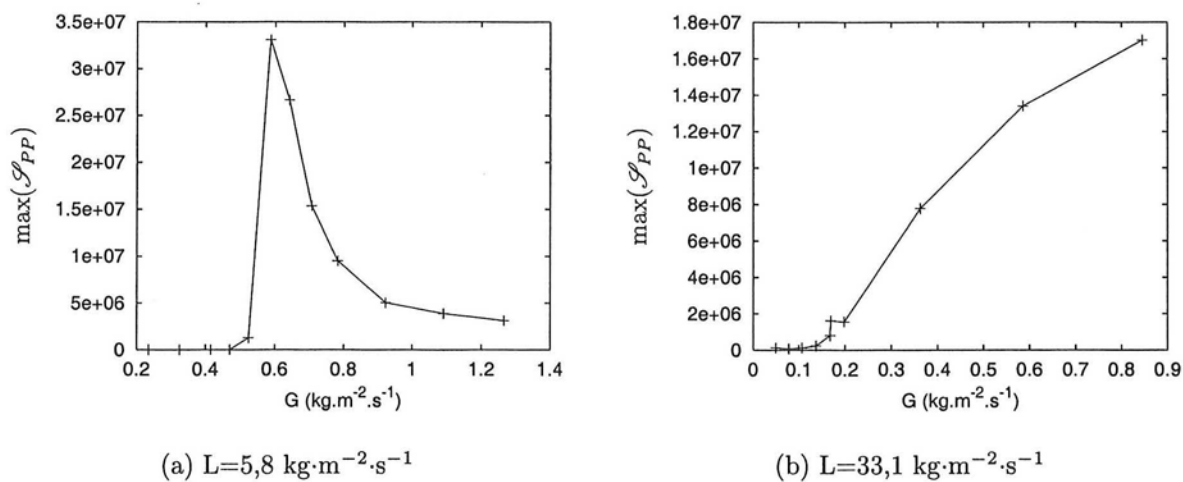 3.5e+07
3e+07
2.5e+07
2e+07
1.5e+07
1e+07
5e+06
0
max(𝒮PP)
0.2 0.4 0.6 0.8 1 1.2 1.4
G (kg.m-2.s-1)
(a) L=5,8 kg·m−2·s−1
1.8e+07
1.6e+07
1.4e+07
1.2e+07
1e+07
8e+06
6e+06
4e+06
2e+06
0
max(𝒮PP)
0 0.1 0.2 0.3 0.4 0.5 0.6 0.7 0.8 0.9
G (kg.m-2.s-1)
(b) L=33,1 kg·m−2·s−1